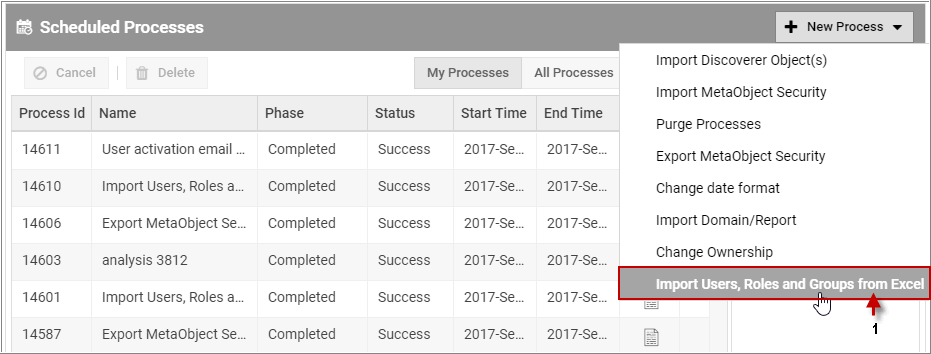 Scheduled Processes
New Process
Cancel
Delete
My Processes
All Processes
Process Id Name Phase Status Start Time End Time
14611 User activation email ... Completed Success 2017-Se... 2017-Se...
14610 Import Users, Roles a... Completed Success 2017-Se... 2017-Se...
14606 Export MetaObject Se... Completed Success 2017-Se... 2017-Se...
14603 analysis 3812 Completed Success 2017-Se... 2017-Se...
14601 Import Users, Roles a... Completed Success 2017-Se... 2017-Se...
14587 Export MetaObject Se... Completed Success 2017-Se... 2017-Se...
Import Discoverer Object(s)
Import MetaObject Security
Purge Processes
Export MetaObject Security
Change date format
Import Domain/Report
Change Ownership
Import Users, Roles and Groups from Excel
1